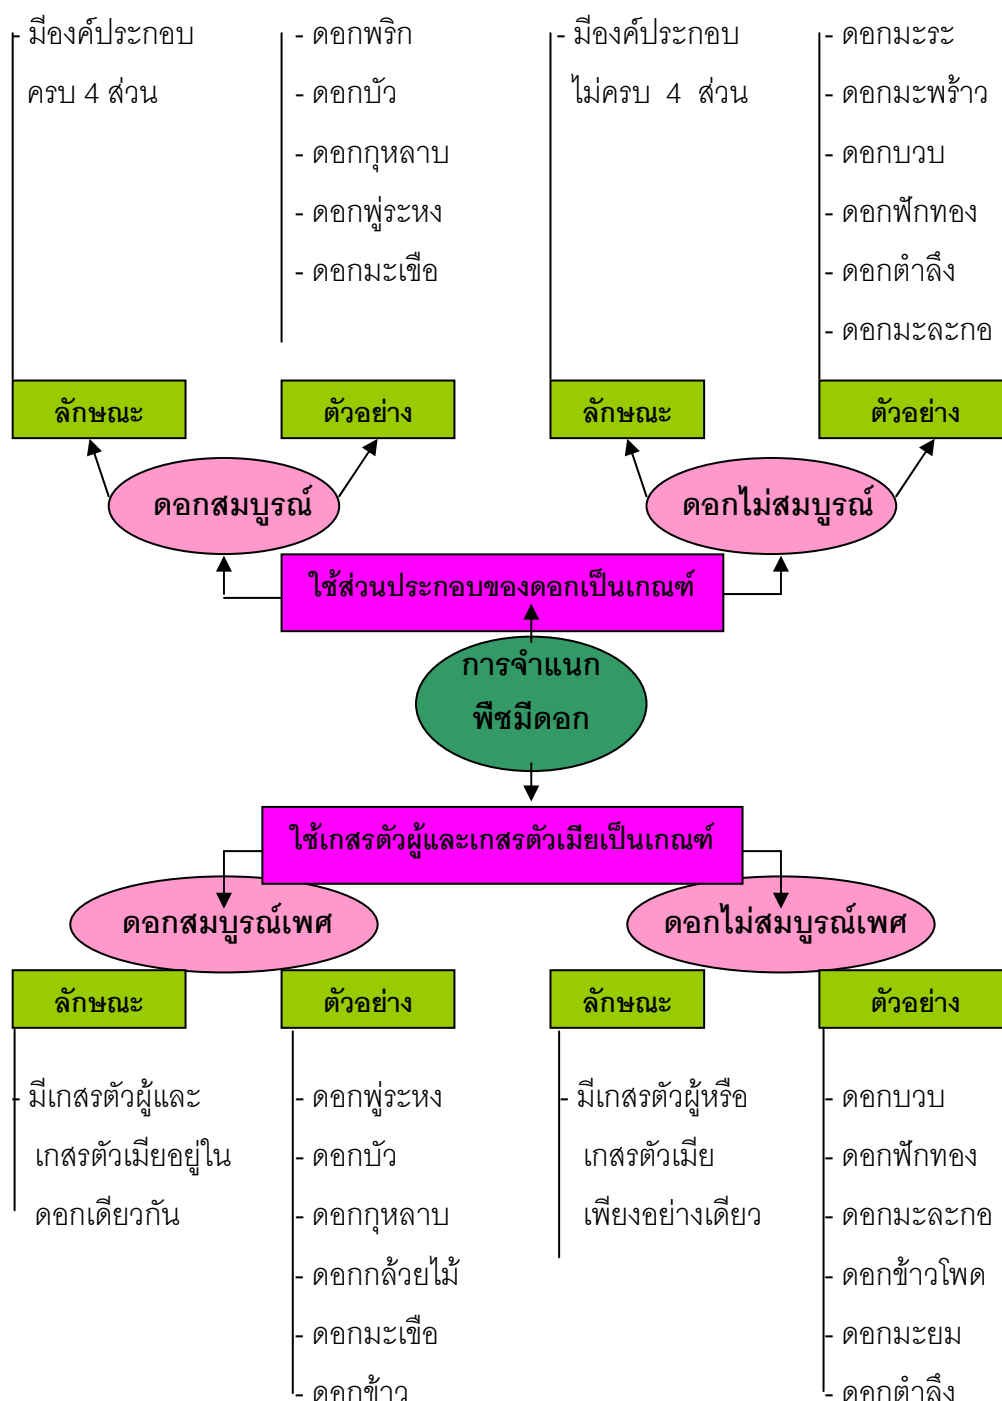 - มีองค์ประกอบ
ครบ 4 ส่วน
- ดอกพริก
- ดอกบัว
- ดอกกุหลาบ
- ดอกพู่ระหง
- ดอกมะเขือ
- มีองค์ประกอบ
ไม่ครบ 4 ส่วน
- ดอกมะระ
- ดอกมะพร้าว
- ดอกบวบ
- ดอกฟักทอง
- ดอกตำลึง
- ดอกมะละกอ
ลักษณะ
ตัวอย่าง
ลักษณะ
ตัวอย่าง
ดอกสมบูรณ์
ดอกไม่สมบูรณ์
ใช้ส่วนประกอบของดอกเป็นเกณฑ์
การจำแนก
พืชมีดอก
ใช้เกสรตัวผู้และเกสรตัวเมียเป็นเกณฑ์
ดอกสมบูรณ์เพศ
ดอกไม่สมบูรณ์เพศ
ลักษณะ
ตัวอย่าง
ลักษณะ
ตัวอย่าง
- มีเกสรตัวผู้และ
เกสรตัวเมียอยู่ใน
ดอกเดียวกัน
- ดอกพู่ระหง
- ดอกบัว
- ดอกกุหลาบ
- ดอกกล้วยไม้
- ดอกมะเขือ
- ดอกข้าว
- มีเกสรตัวผู้หรือ
เกสรตัวเมีย
เพียงอย่างเดียว
- ดอกบวบ
- ดอกฟักทอง
- ดอกมะละกอ
- ดอกข้าวโพด
- ดอกมะยม
- ดอกตำลึง